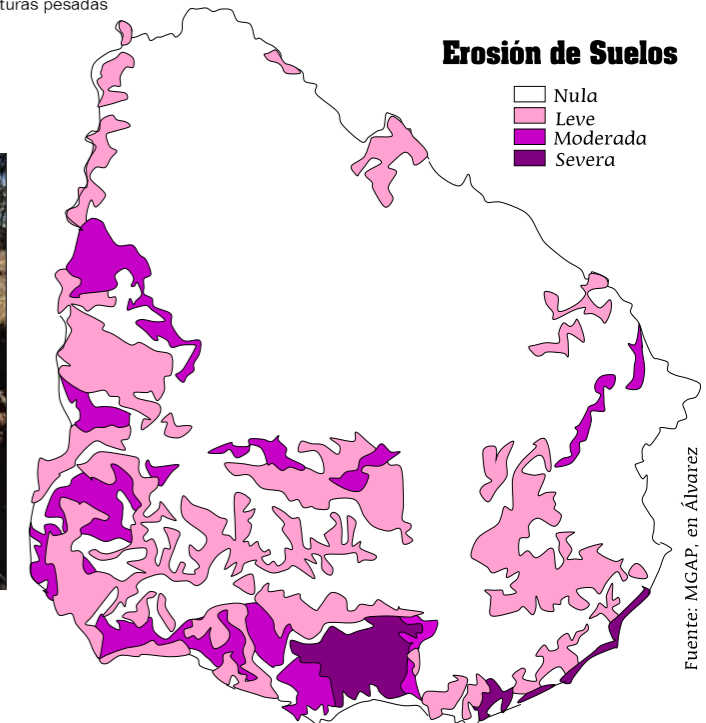 turas pesadas
Erosión de Suelos
Nula
Leve
Moderada
Severa
Fuente: MGAP, en Álvarez